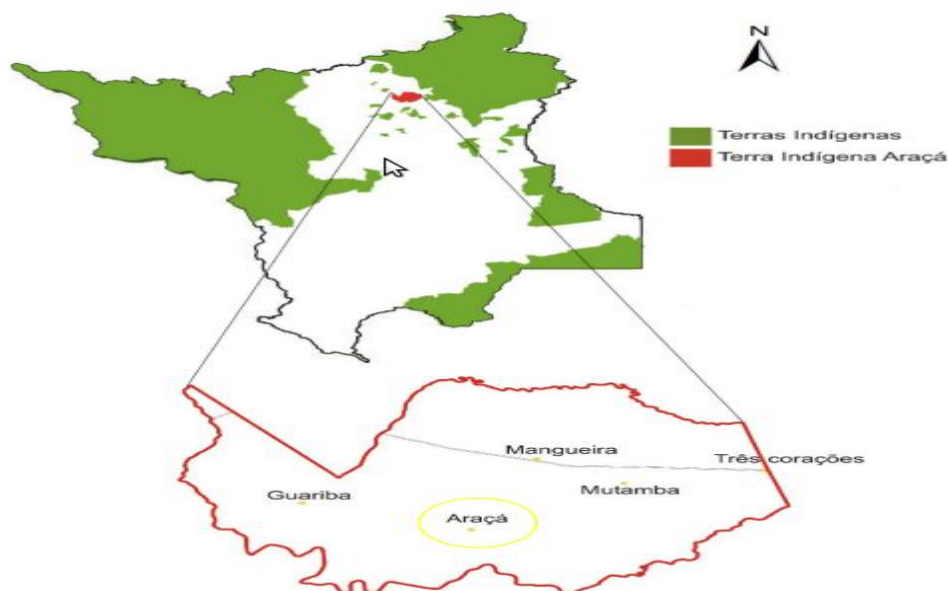 N
Terras Indígenas
Terra Indígena Araçá
Mangueira
Três corações
Guariba
Mutamba
Araçá